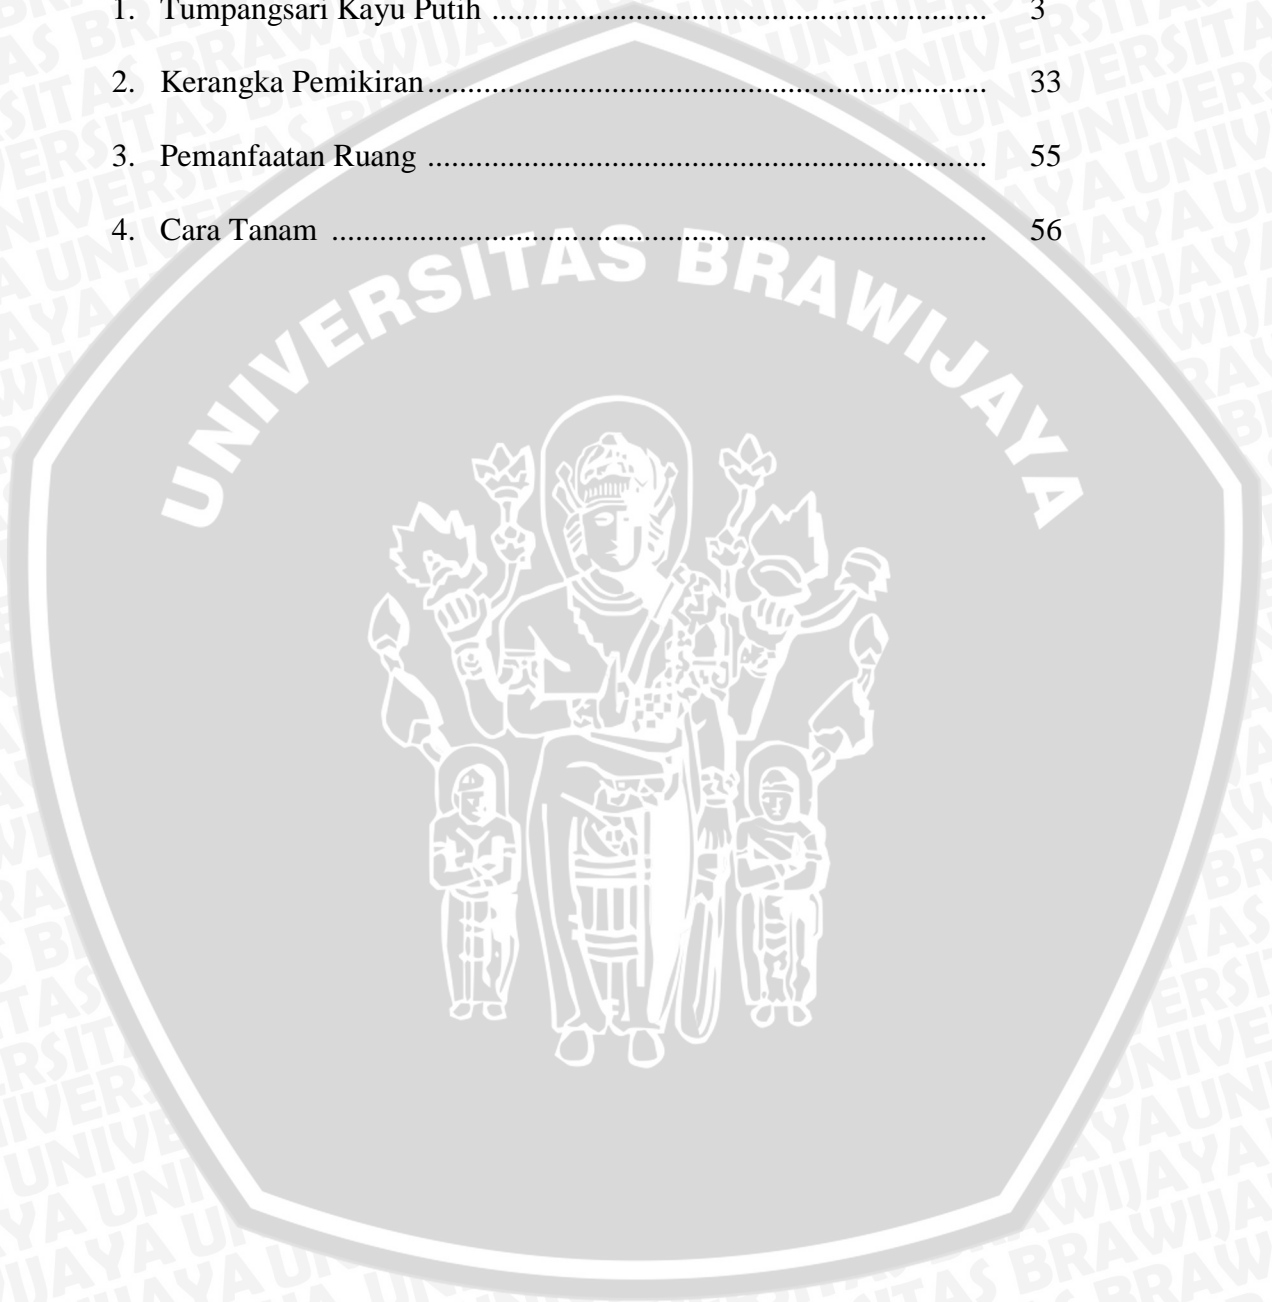 1. Tumpangsari Kayu Putih .............................................................. 3
2. Kerangka Pemikiran...................................................................... 33
3. Pemanfaatan Ruang ...................................................................... 55
4. Cara Tanam .................................................................................. 56
UNIVERSITAS BRAWIJAYA